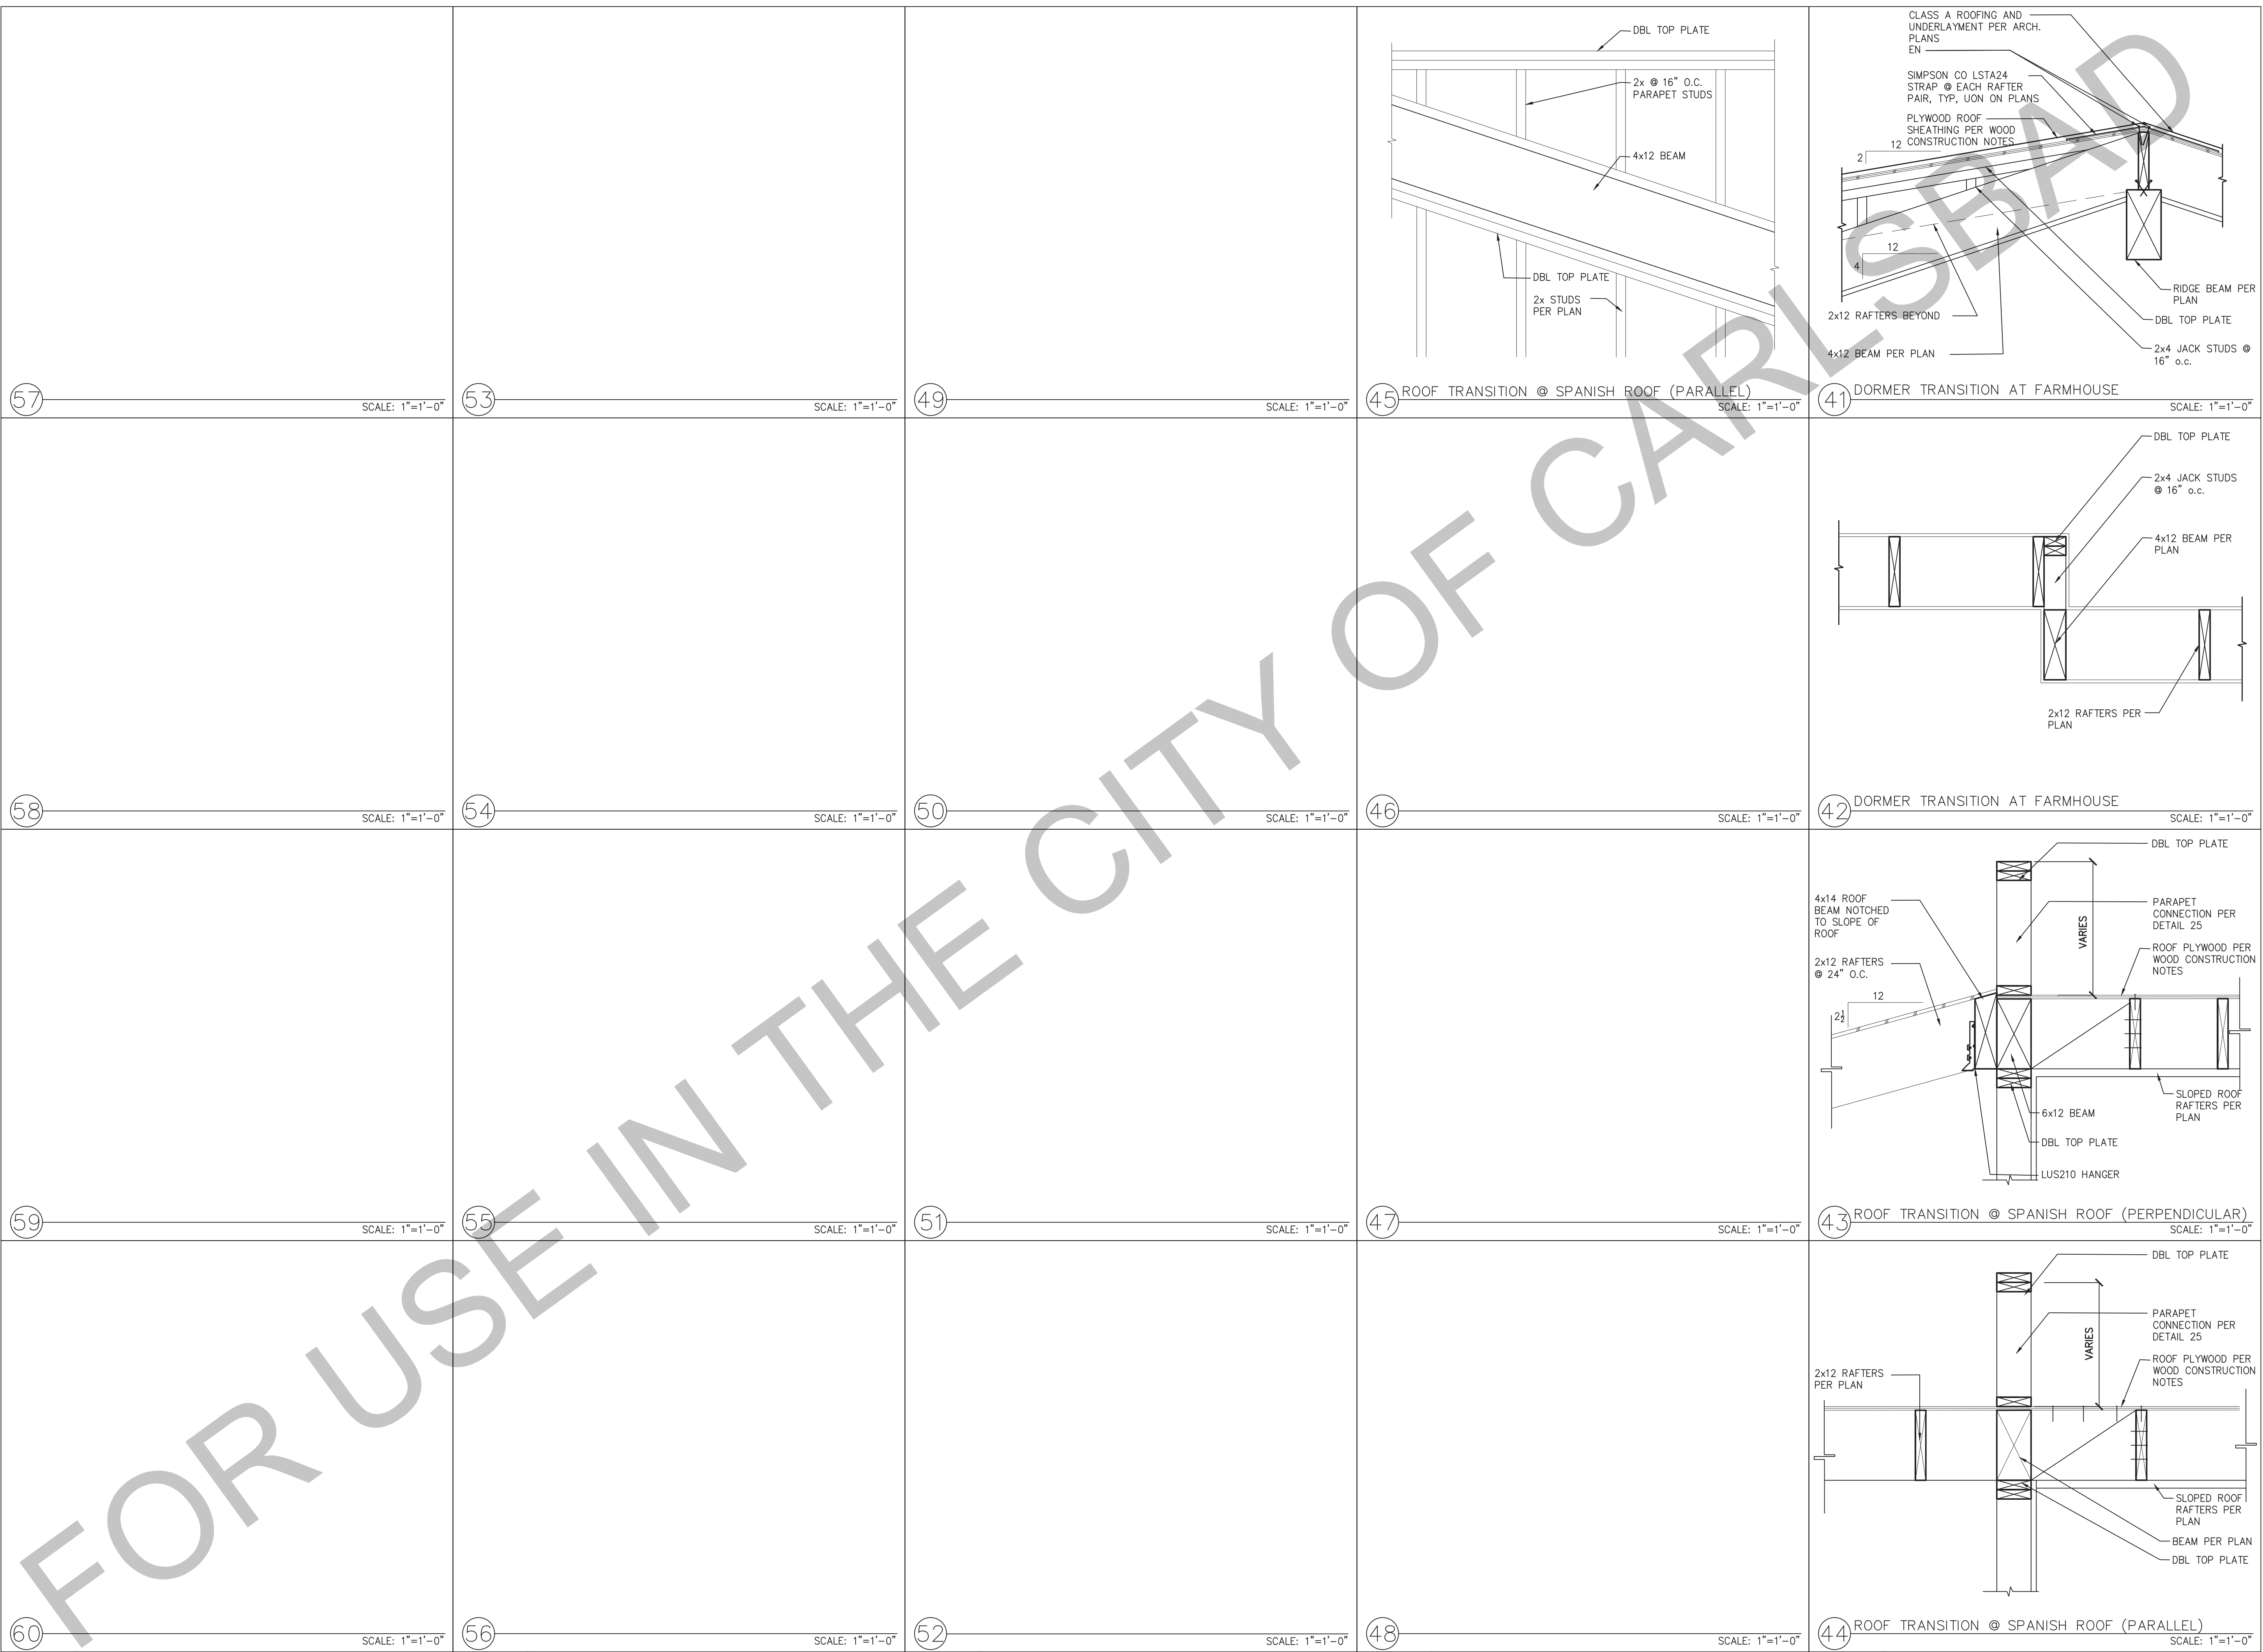 57
SCALE: 1"=1'-0"
53
SCALE: 1"=1'-0"
49
SCALE: 1"=1'-0"
DBL TOP PLATE
2x @ 16" O.C.
PARAPET STUDS
4x12 BEAM
DBL TOP PLATE
2x STUDS
PER PLAN
45 ROOF TRANSITION @ SPANISH ROOF (PARALLEL)
SCALE: 1"=1'-0"
CLASS A ROOFING AND
UNDERLAYMENT PER ARCH.
PLANS
EN
SIMPSON CO LSTA24
STRAP @ EACH RAFTER
PAIR, TYP, UON ON PLANS
PLYWOOD ROOF
SHEATHING PER WOOD
CONSTRUCTION NOTES
12
2
12
4
RIDGE BEAM PER
PLAN
2x12 RAFTERS BEYOND
DBL TOP PLATE
4x12 BEAM PER PLAN
2x4 JACK STUDS @
16" o.c.
41 DORMER TRANSITION AT FARMHOUSE
SCALE: 1"=1'-0"
58
SCALE: 1"=1'-0"
54
SCALE: 1"=1'-0"
50
SCALE: 1"=1'-0"
46
SCALE: 1"=1'-0"
DBL TOP PLATE
2x4 JACK STUDS
@ 16" o.c.
4x12 BEAM PER
PLAN
2x12 RAFTERS PER
PLAN
42 DORMER TRANSITION AT FARMHOUSE
SCALE: 1"=1'-0"
59
SCALE: 1"=1'-0"
55
SCALE: 1"=1'-0"
51
SCALE: 1"=1'-0"
47
SCALE: 1"=1'-0"
DBL TOP PLATE
4x14 ROOF
BEAM NOTCHED
TO SLOPE OF
ROOF
PARAPET
CONNECTION PER
DETAIL 25
VARIES
ROOF PLYWOOD PER
WOOD CONSTRUCTION
NOTES
2x12 RAFTERS
@ 24" O.C.
12
2½
SLOPED ROOF
RAFTERS PER
PLAN
6x12 BEAM
DBL TOP PLATE
LUS210 HANGER
43 ROOF TRANSITION @ SPANISH ROOF (PERPENDICULAR)
SCALE: 1"=1'-0"
60
SCALE: 1"=1'-0"
56
SCALE: 1"=1'-0"
52
SCALE: 1"=1'-0"
48
SCALE: 1"=1'-0"
DBL TOP PLATE
PARAPET
CONNECTION PER
DETAIL 25
VARIES
ROOF PLYWOOD PER
WOOD CONSTRUCTION
NOTES
2x12 RAFTERS
PER PLAN
SLOPED ROOF
RAFTERS PER
PLAN
BEAM PER PLAN
DBL TOP PLATE
44 ROOF TRANSITION @ SPANISH ROOF (PARALLEL)
SCALE: 1"=1'-0"
FOR USE IN THE CITY OF CARLSBAD